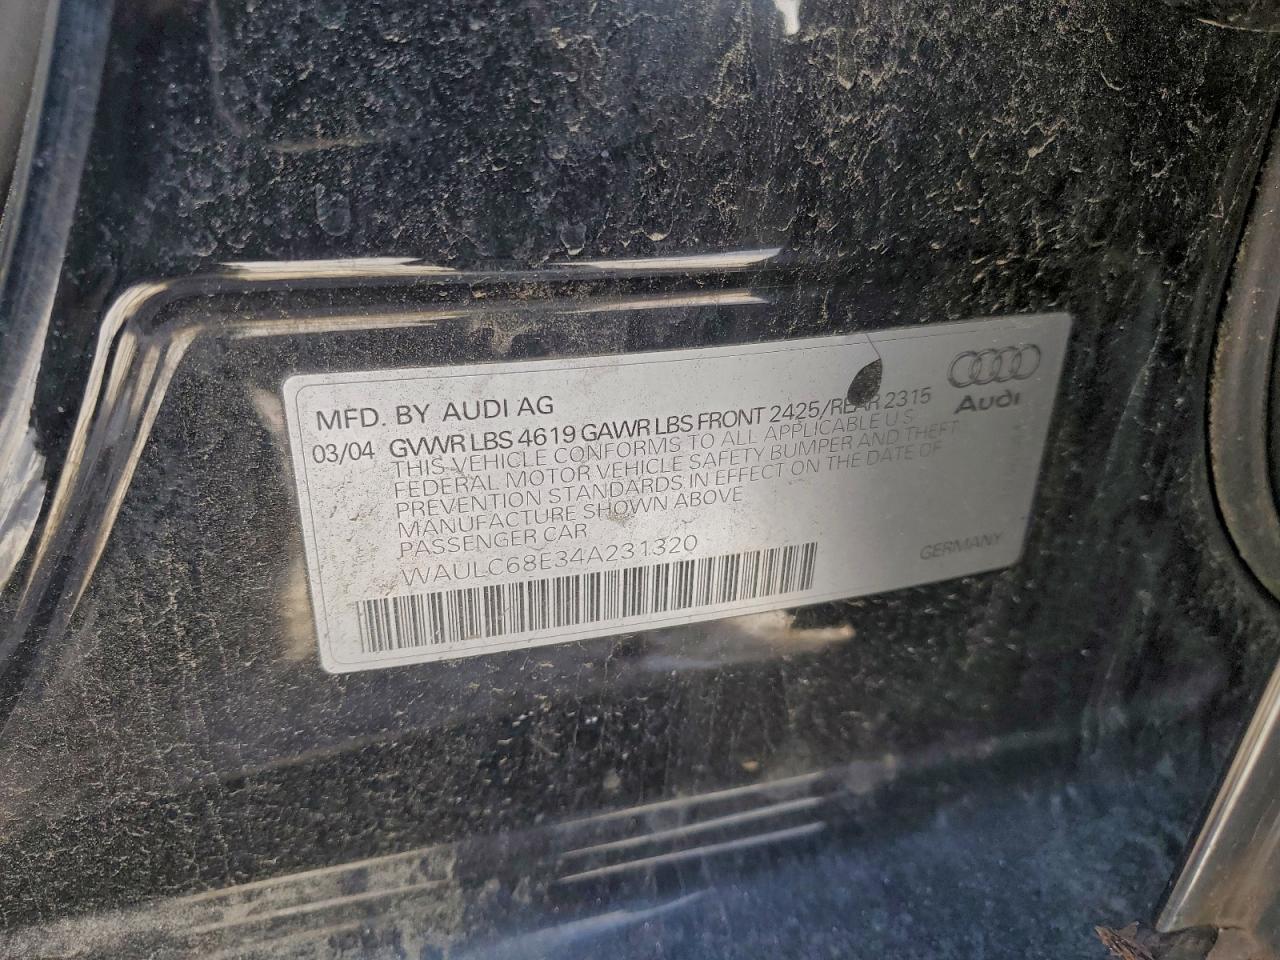 MFD. BY AUDI AG
Audi
03/04 GVWR LBS 4619 GAWR LBS FRONT 2425/REAR 2315
THIS VEHICLE CONFORMS TO ALL APPLICABLE U S
FEDERAL MOTOR VEHICLE SAFETY BUMPER AND THEFT
PREVENTION STANDARDS IN EFFECT ON THE DATE OF
MANUFACTURE SHOWN ABOVE
PASSENGER CAR
WAULC68E34A231320
GERMANY